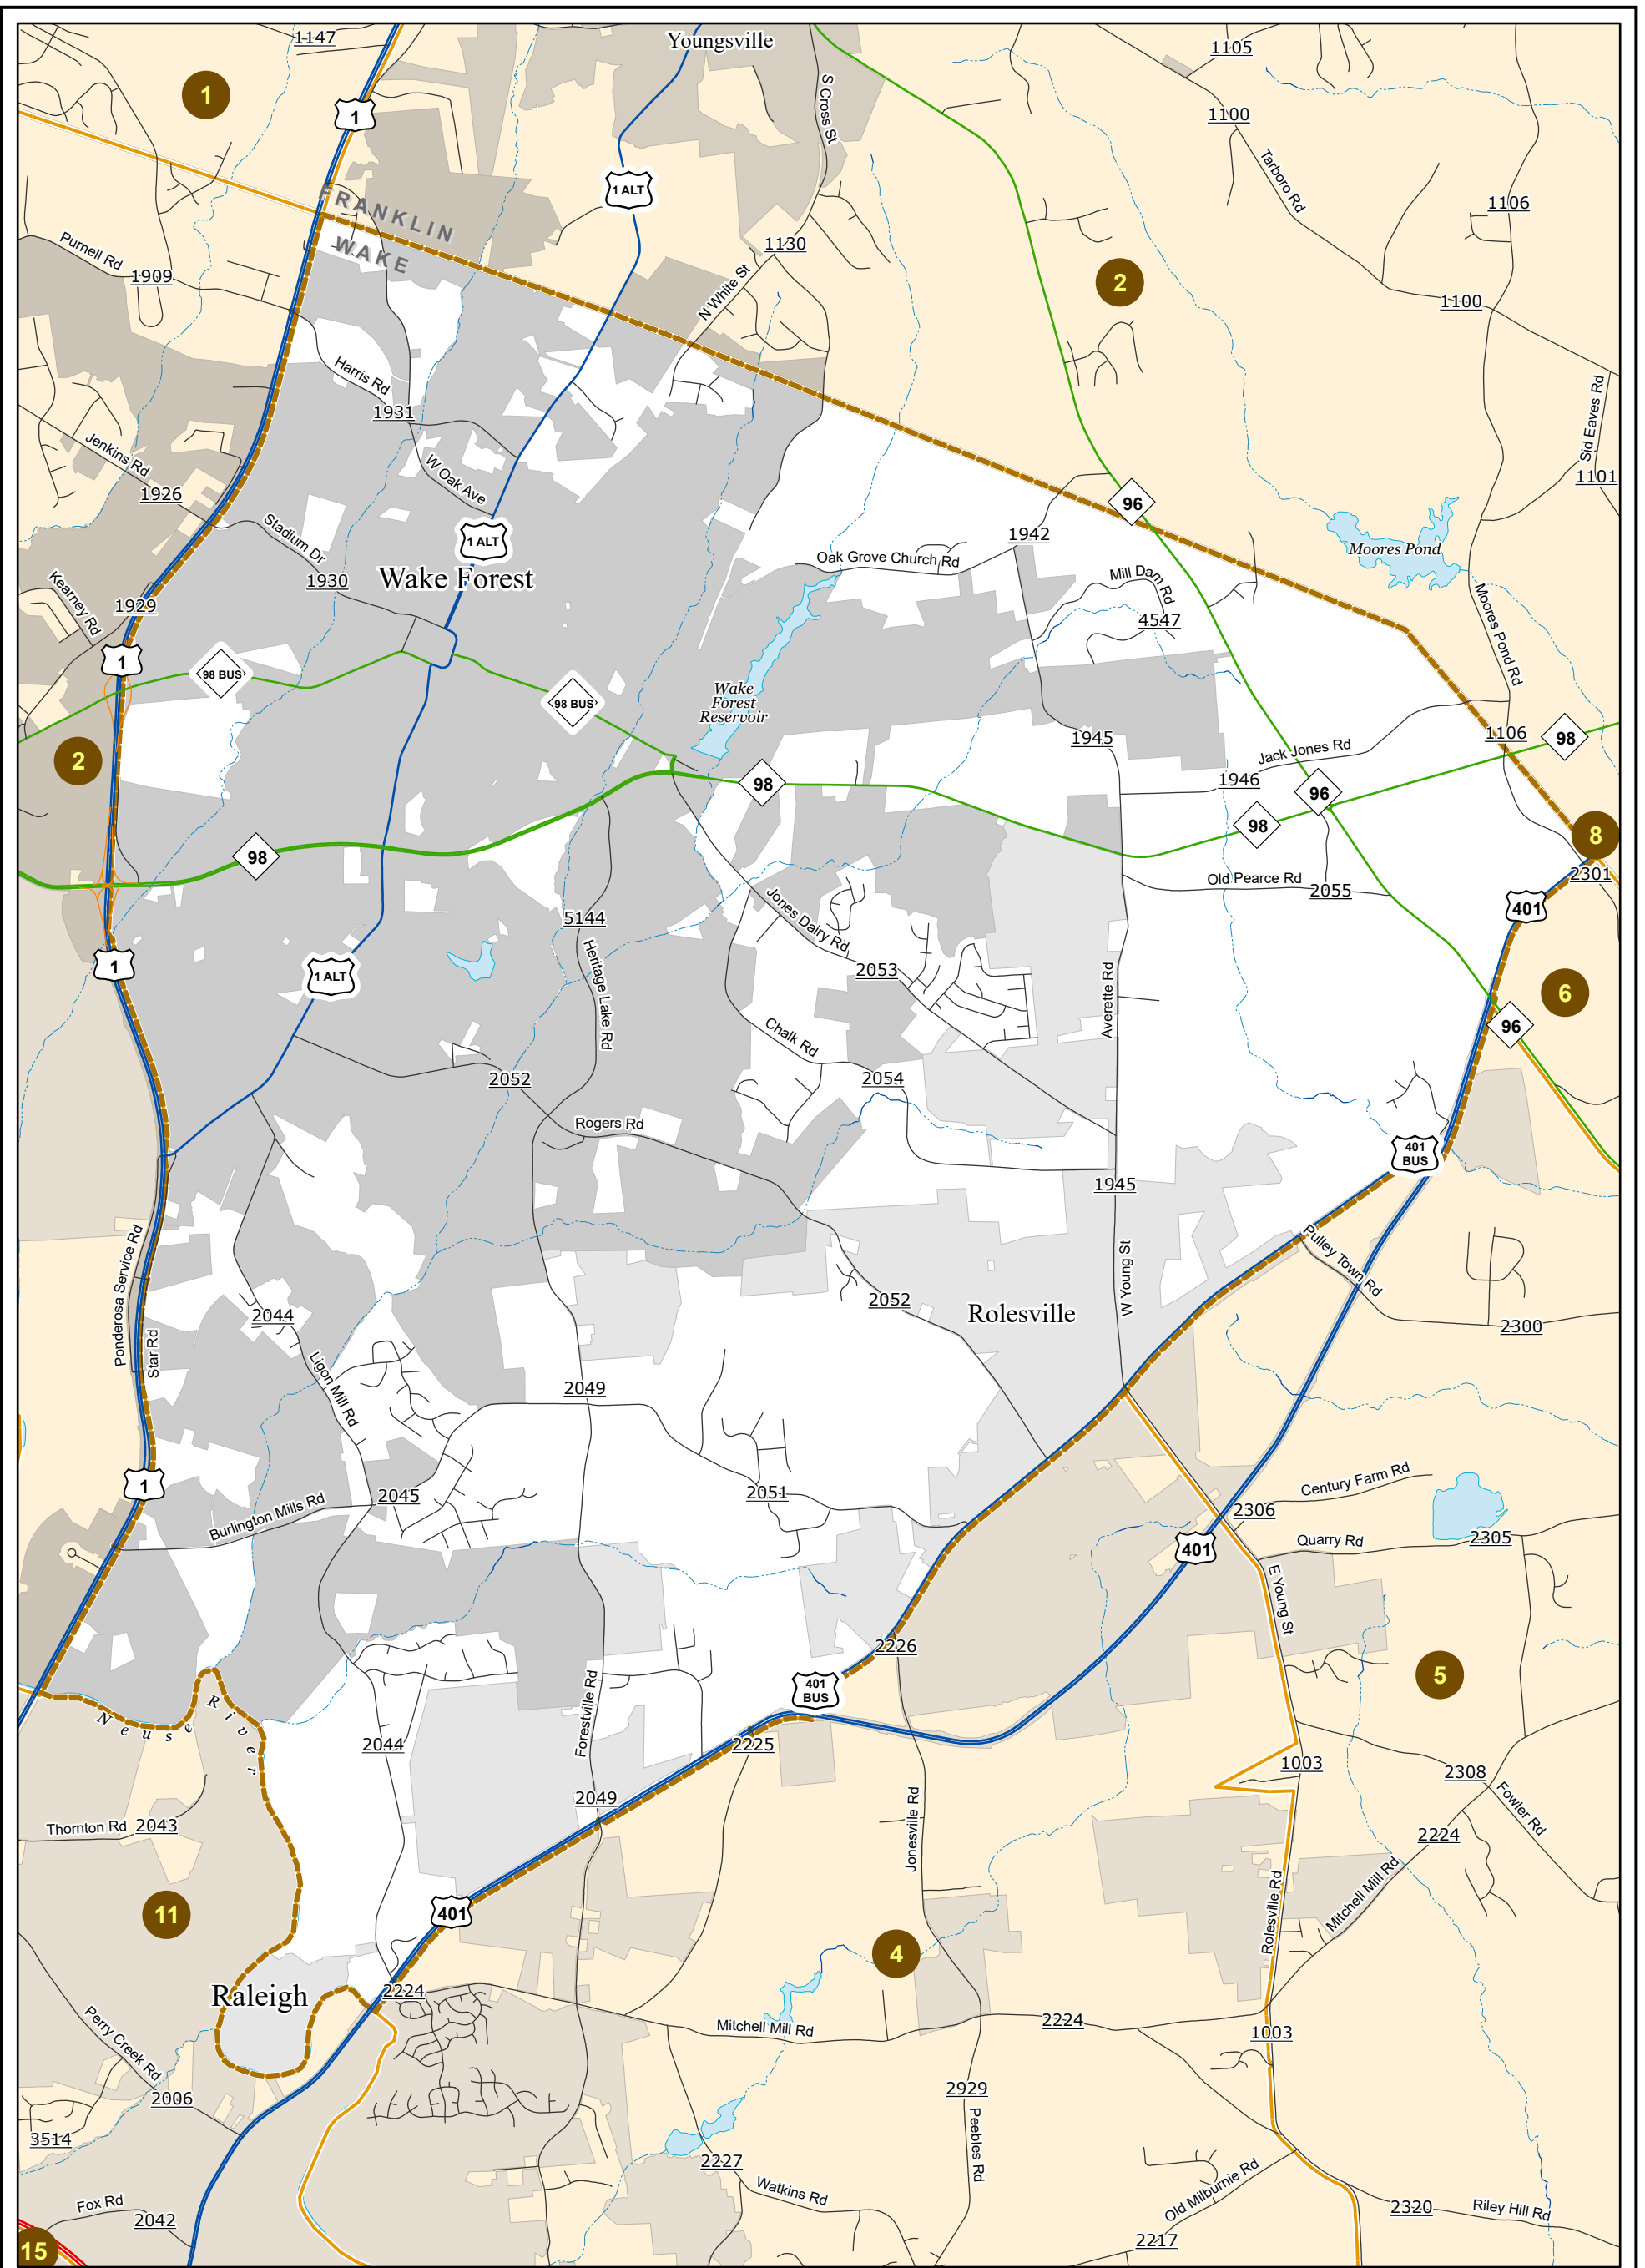 1147
Youngsville
1105
1
1
1100
S Cross St
Tarboro Rd
1 ALT
1106
FRANKLIN
WAKE
1130
Purnell Rd
1909
2
N White St
1100
Harris Rd
1931
Sid Eaves Rd
Jenkins Rd
1926
W Oak Ave
1101
96
Stadium Dr
1 ALT
1942
Moores Pond
Oak Grove Church Rd
Wake Forest
1930
Mill Dam Rd
Kearney Rd
1929
4547
Moores Pond Rd
1
98 BUS
98 BUS
Wake
Forest
Reservoir
1945
1106
98
Jack Jones Rd
2
98
1946
96
98
8
98
2301
Old Pearce Rd
2055
401
5144
Jones Dairy Rd
1
1 ALT
Heritage Lake Rd
2053
Averette Rd
6
96
Chalk Rd
2052
2054
Rogers Rd
401
BUS
1945
Ponderosa Service Rd
Pulley Town Rd
2044
2052
Rolesville
W Young St
2300
Star Rd
Ligon Mill Rd
2049
1
Century Farm Rd
Burlington Mills Rd
2045
2051
2306
Quarry Rd
2305
401
E Young St
2226
5
401
BUS
Neuse River
Forestville Rd
2044
2225
1003
2308
Fowler Rd
2049
Thornton Rd
2043
Jonesville Rd
2224
Mitchell Mill Rd
Rolesville Rd
11
401
4
Raleigh
2224
Perry Creek Rd
Mitchell Mill Rd
2224
1003
2006
2929
3514
Peebles Rd
2227
Watkins Rd
Old Milburnie Rd
Fox Rd
2042
2320
Riley Hill Rd
2217
15